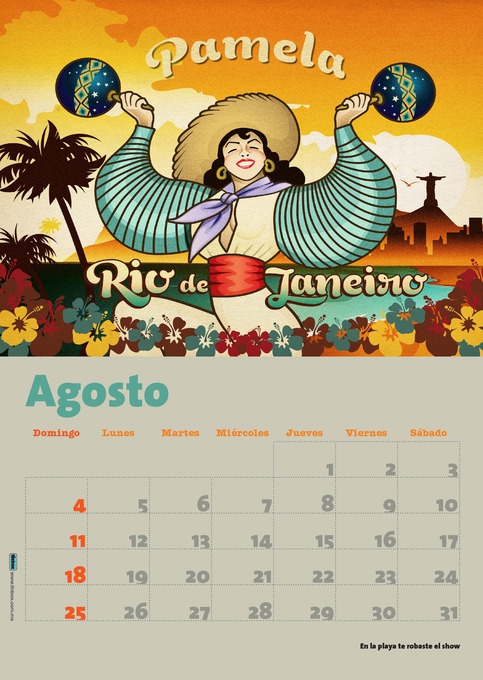 Pamela
Rio de Janeiro
Agosto
Domingo Lunes Martes Miércoles Jueves Viernes Sábado
1 2 3
4 5 6 7 8 9 10
11 12 13 14 15 16 17
18 19 20 21 22 23 24
25 26 27 28 29 30 31
En la playa te robaste el show